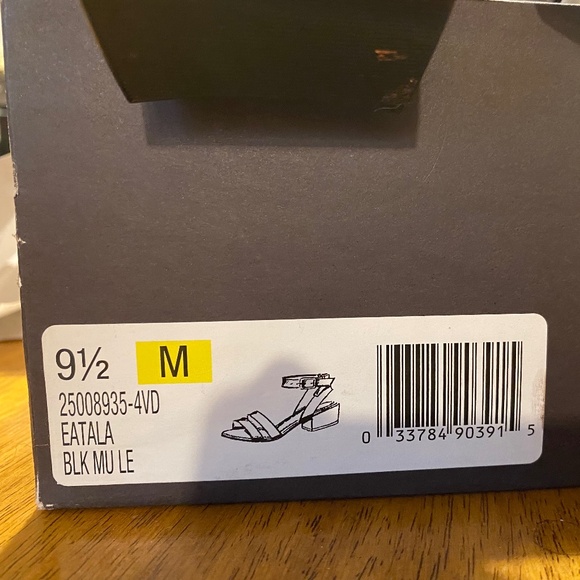 9½ M
25008935-4VD
EATALA
BLK MU LE
0 33784 90391 5